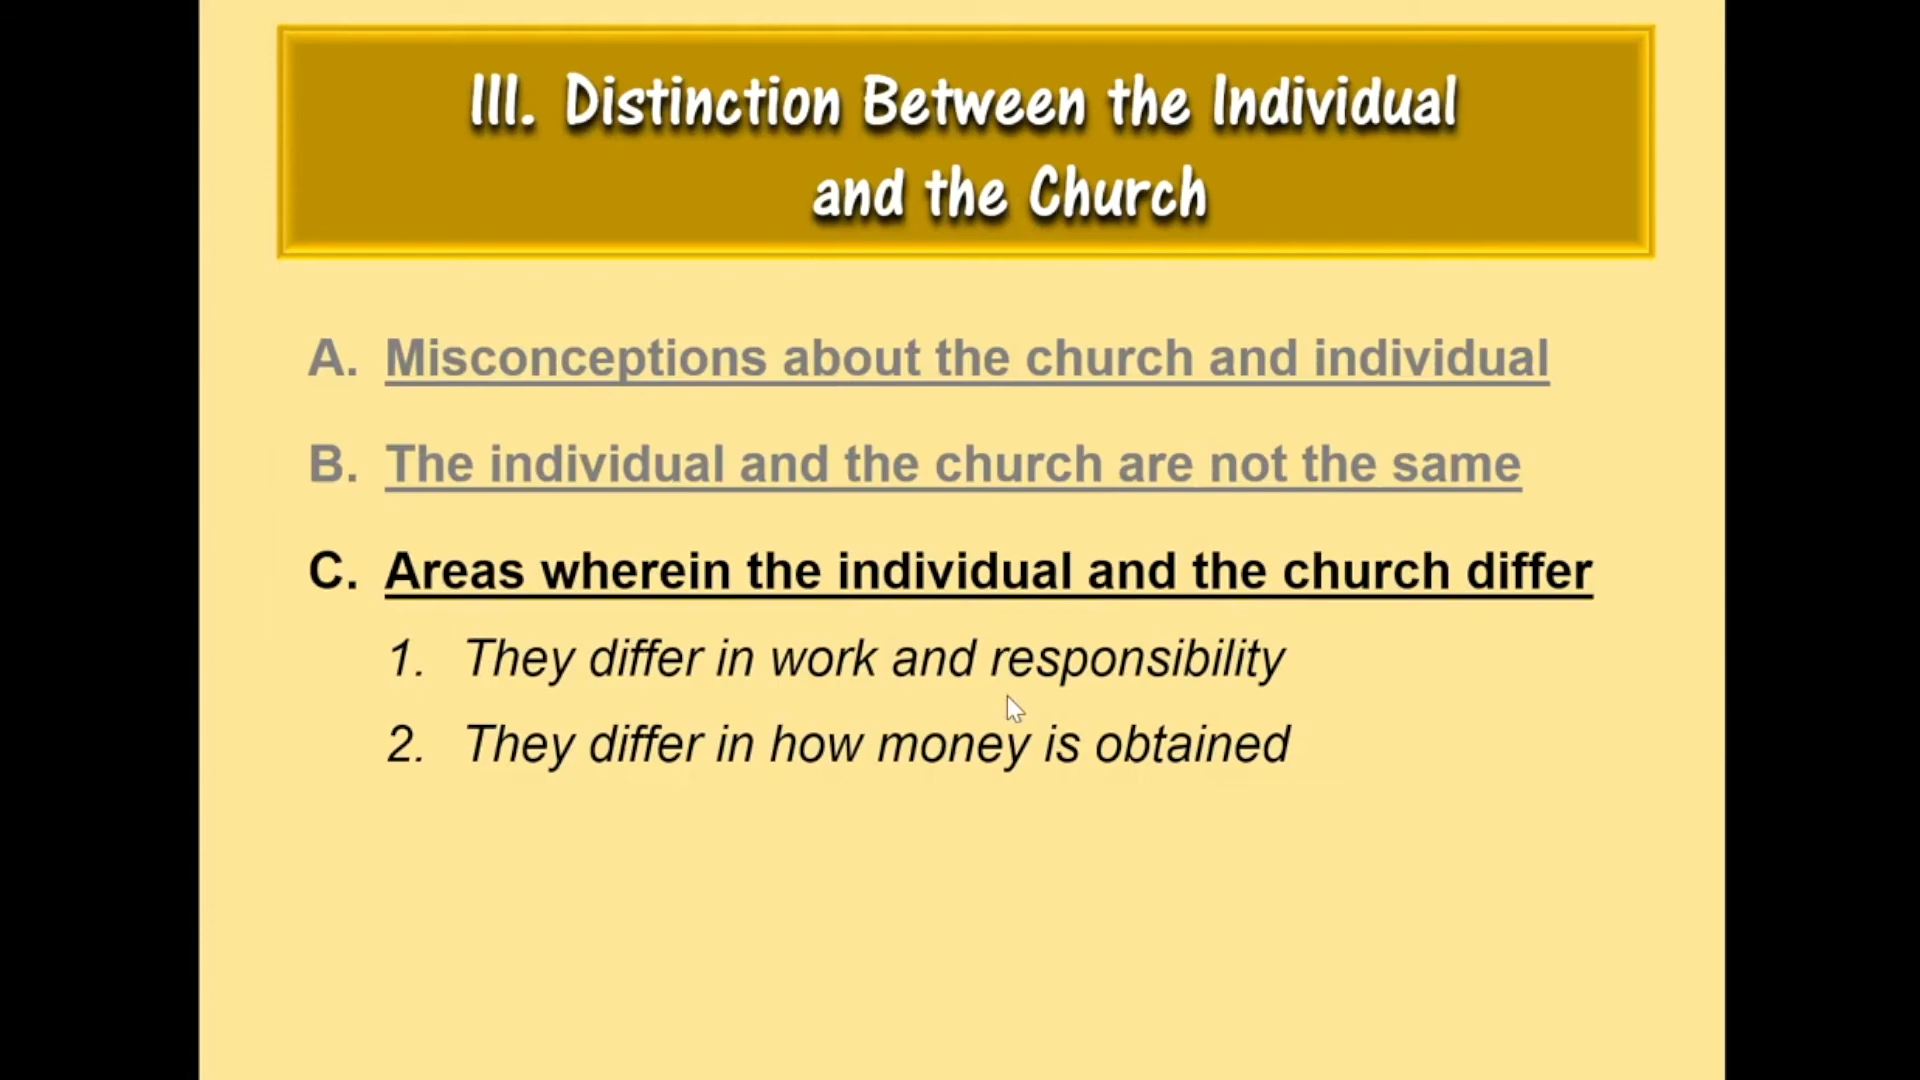 III. Distinction Between the Individual
and the Church
A. Misconceptions about the church and individual
B. The individual and the church are not the same
C. Areas wherein the individual and the church differ
1. They differ in work and responsibility
2. They differ in how money is obtained